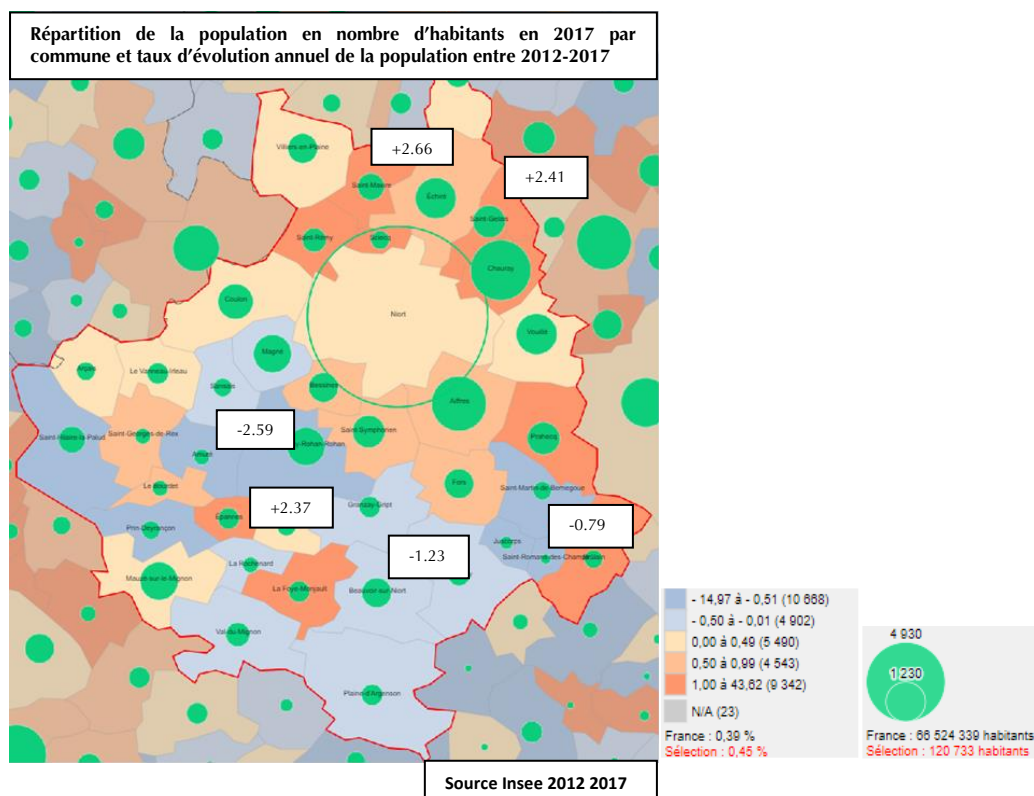 Répartition de la population en nombre d'habitants en 2017 par
commune et taux d'évolution annuel de la population entre 2012-2017
Villiers-en-Plaine
+2.66
+2.41
Saint-Maxire
Échiré
Saint-Gelais
Saint-Rémy
Sciecq
Chauray
Coulon
Niort
Vouillé
Magné
Arçais
Le Vanneau-Irleau
Sansais
Bessines
Aiffres
-2.59
Saint-Hilaire-la-Palud
Saint-Georges-de-Rex
Amuré
y-Rohan-Rohan
Saint-Symphorien
Prahecq
Le Bourdet
Fors
Saint-Martin-de-Bernegoue
+2.37
Épannes
Granzay-Gript
-0.79
Prin-Deyrançon
-1.23
Juscorps
Saint-Romans-des-Champs
La Rochénard
Mauzé-sur-le-Mignon
La Foye-Monjault
Beauvoir-sur-Niort
Val-du-Mignon
Plaine-d'Argenson
- 14,97 à - 0,51 (10 668)
- 0,50 à - 0,01 (4 902)
0,00 à 0,49 (5 490)
0,50 à 0,99 (4 543)
1,00 à 43,62 (9 342)
N/A (23)
France : 0,39 %
Sélection : 0,45 %
4 930
1 230
France : 66 524 339 habitants
Sélection : 120 733 habitants
Source Insee 2012 2017